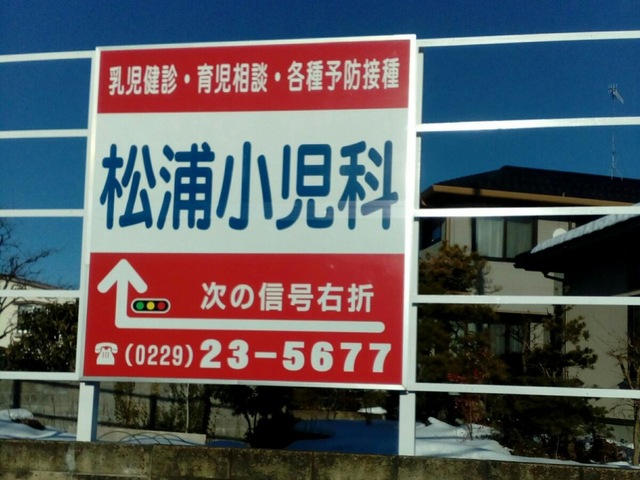 乳児健診・育児相談・各種予防接種
松浦小児科
次の信号右折
☎(0229)23-5677